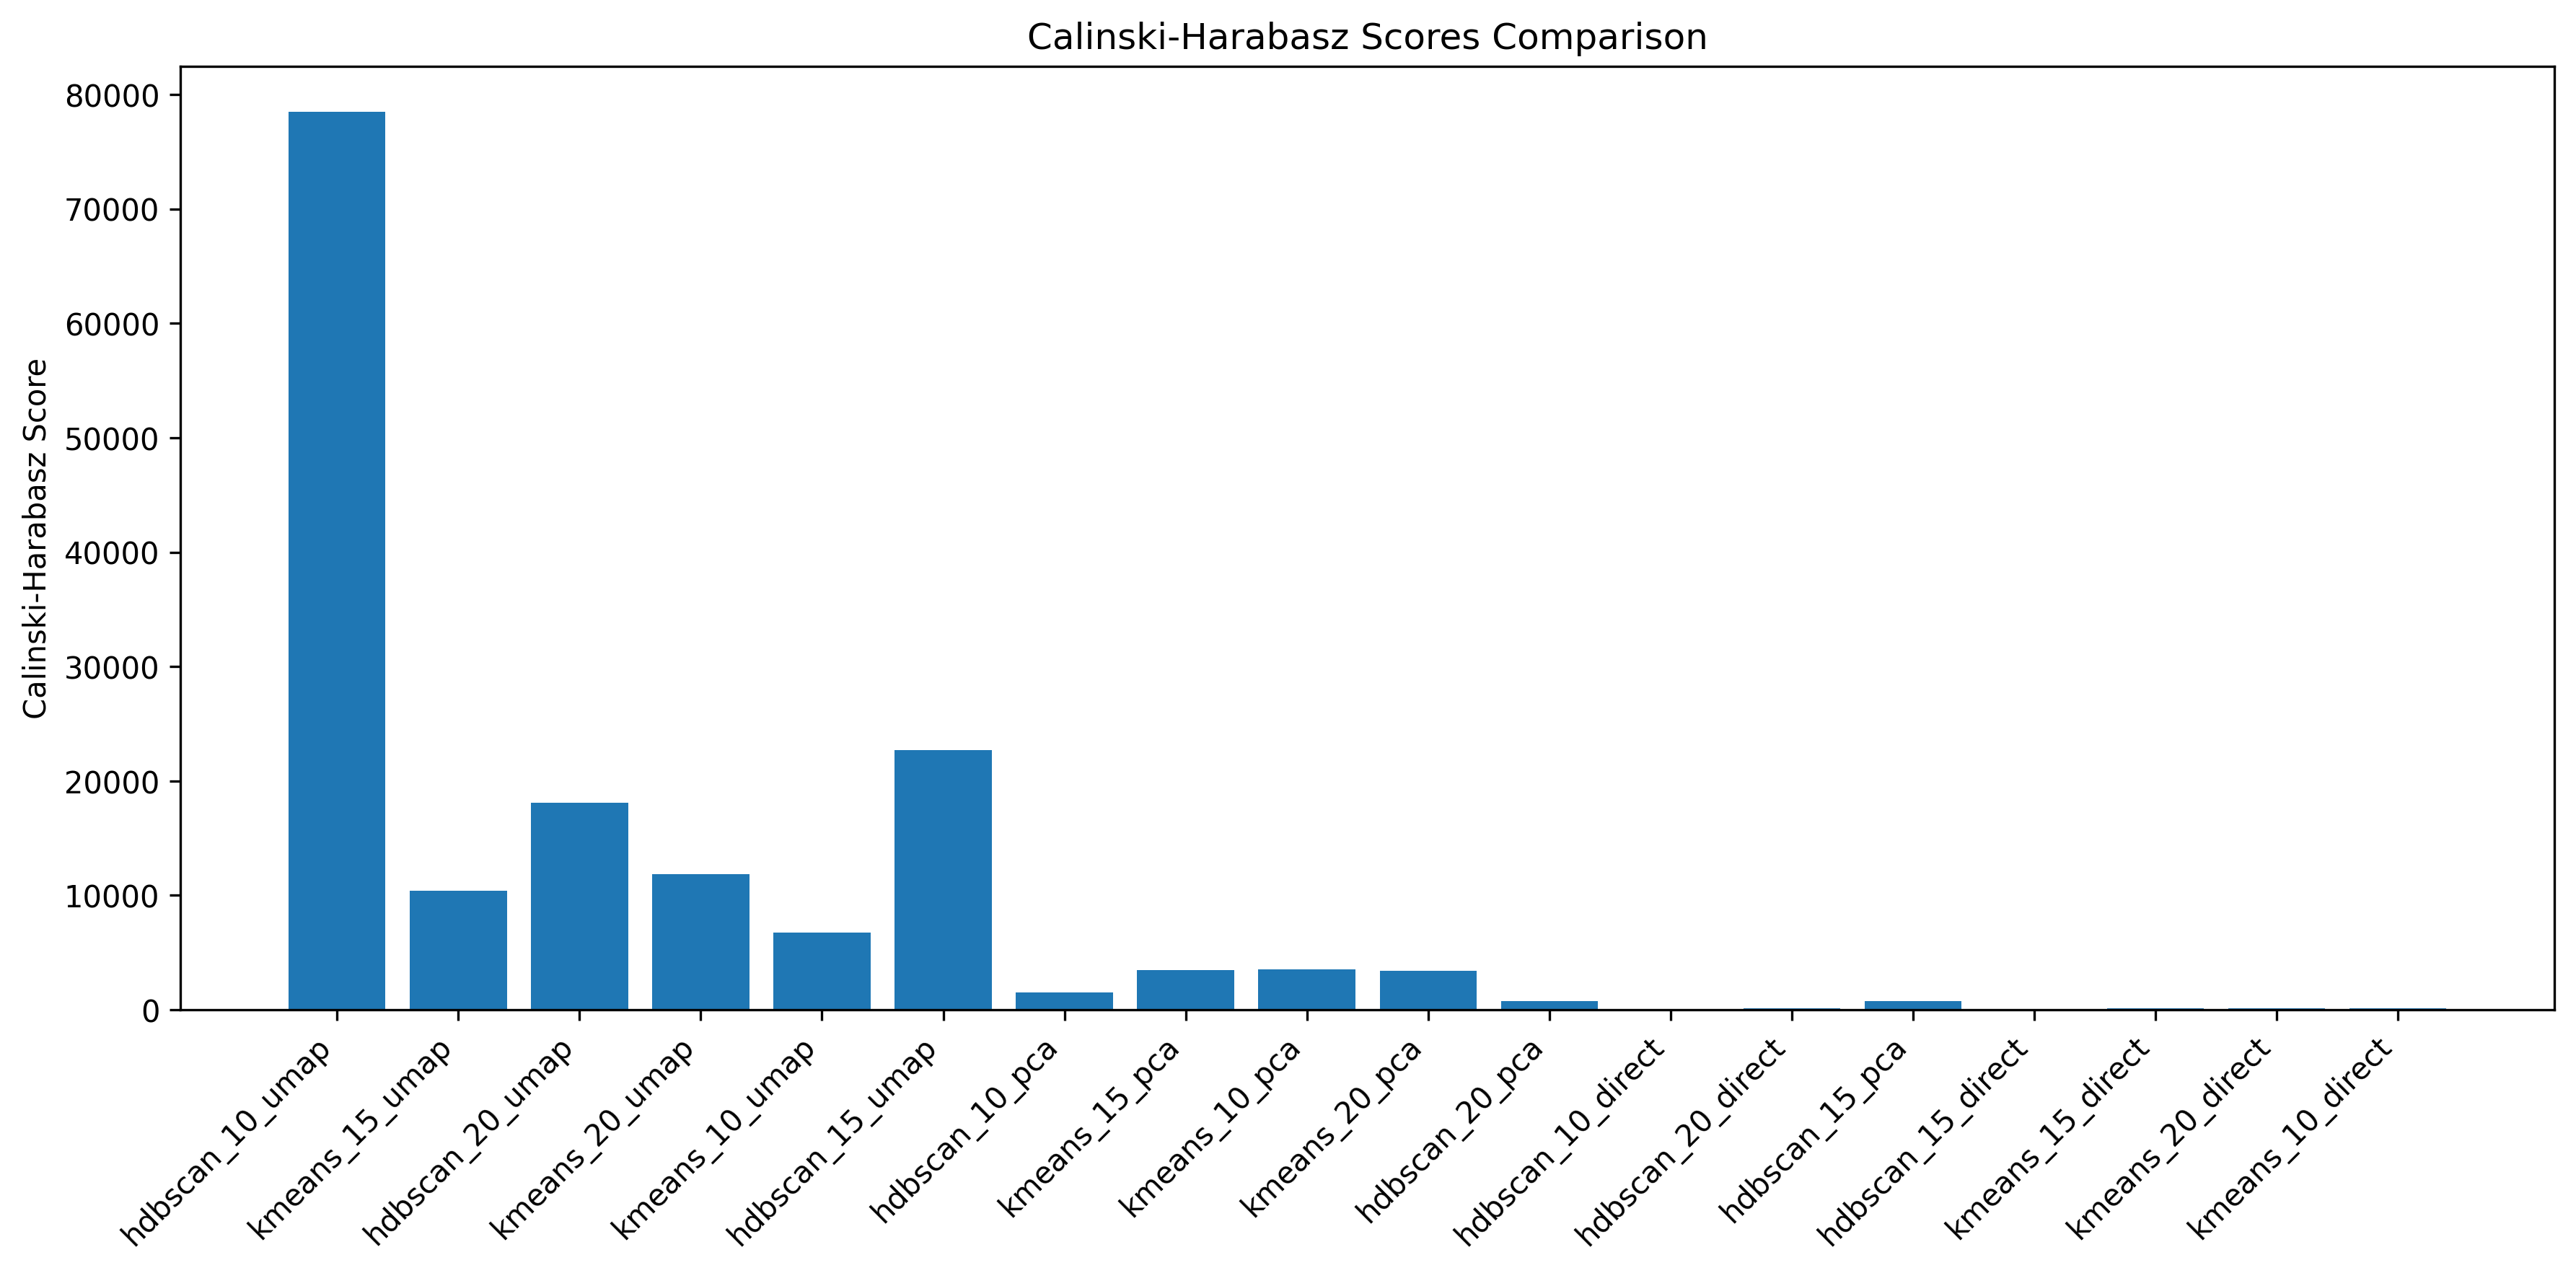 Calinski-Harabasz Scores Comparison
Calinski-Harabasz Score
80000
70000
60000
50000
40000
30000
20000
10000
0
hdbscan_10_umap
kmeans_15_umap
hdbscan_20_umap
kmeans_20_umap
kmeans_10_umap
hdbscan_15_umap
hdbscan_10_pca
kmeans_15_pca
kmeans_10_pca
kmeans_20_pca
hdbscan_20_pca
hdbscan_10_direct
hdbscan_20_direct
hdbscan_15_pca
hdbscan_15_direct
kmeans_15_direct
kmeans_20_direct
kmeans_10_direct